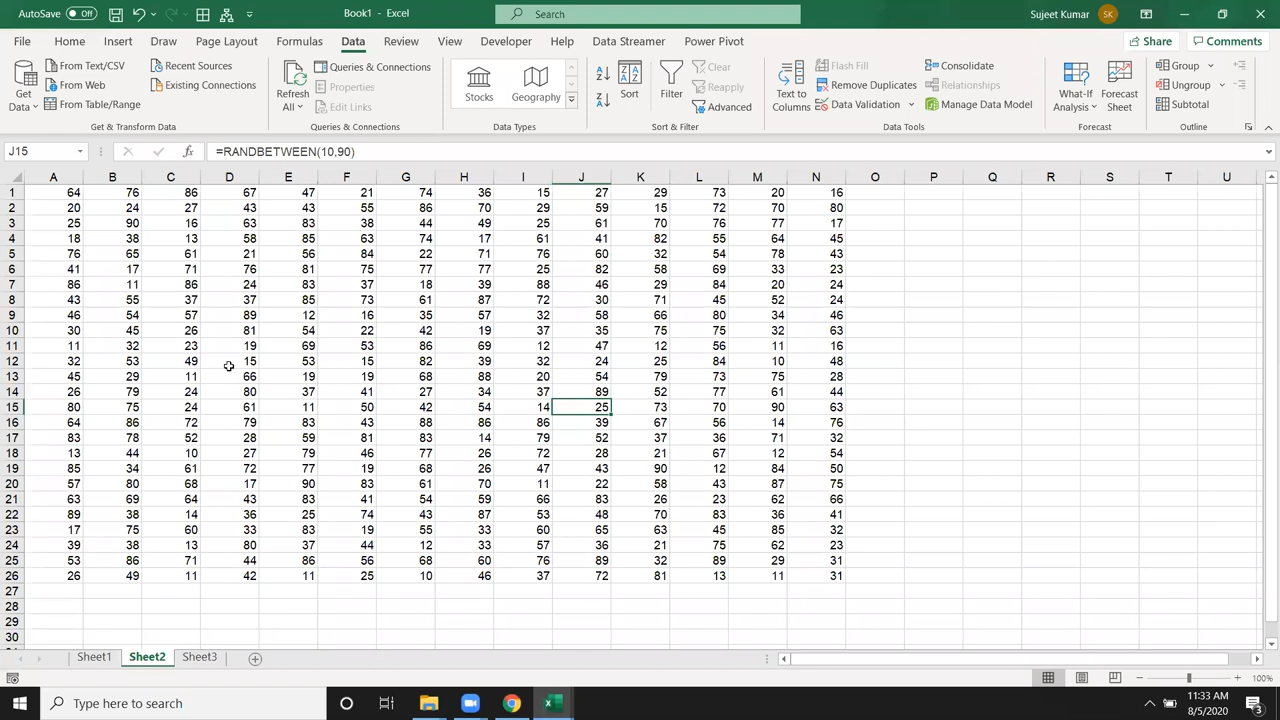 AutoSave Off Book1 - Excel Search Sujeet Kumar SK
File Home Insert Draw Page Layout Formulas Data Review View Developer Help Data Streamer Power Pivot Share Comments
Get Data From Text/CSV From Web From Table/Range Recent Sources Existing Connections Get & Transform Data
Refresh All Queries & Connections Properties Edit Links Queries & Connections
Stocks Geography Data Types
Sort Filter Clear Reapply Advanced Sort & Filter
Text to Columns Flash Fill Remove Duplicates Data Validation Consolidate Relationships Manage Data Model Data Tools
What-If Analysis Forecast Sheet Forecast
Group Ungroup Subtotal Outline
J15 fx =RANDBETWEEN(10,90)
A B C D E F G H I J K L M N O P Q R S T U
1 64 76 86 67 47 21 74 36 15 27 29 73 20 16
2 20 24 27 43 43 55 86 70 29 59 15 72 70 80
3 25 90 16 63 83 38 44 49 25 61 70 76 77 17
4 18 38 13 58 85 63 74 17 61 41 82 55 64 45
5 76 65 61 21 56 84 22 71 76 60 32 54 78 43
6 41 17 71 76 81 75 77 77 25 82 58 69 33 23
7 86 11 86 24 83 37 18 39 88 46 29 84 20 24
8 43 55 37 37 85 73 61 87 72 30 71 45 52 24
9 46 54 57 89 12 16 35 57 32 58 66 80 34 46
10 30 45 26 81 54 22 42 19 37 35 75 75 32 63
11 11 32 23 19 69 53 86 69 12 47 12 56 11 16
12 32 53 49 15 53 15 82 39 32 24 25 84 10 48
13 45 29 11 66 19 19 68 88 20 54 79 73 75 28
14 26 79 24 80 37 41 27 34 37 89 52 77 61 44
15 80 75 24 61 11 50 42 54 14 25 73 70 90 63
16 64 86 72 79 83 43 88 86 86 39 67 56 14 76
17 83 78 52 28 59 81 83 14 79 52 37 36 71 32
18 13 44 10 27 79 46 77 26 72 28 21 67 12 54
19 85 34 61 72 77 19 68 26 47 43 90 12 84 50
20 57 80 68 17 90 83 61 70 11 22 58 43 87 75
21 63 69 64 43 83 41 54 59 66 83 26 23 62 66
22 89 38 14 36 25 74 43 87 53 48 70 83 36 41
23 17 75 60 33 83 19 55 33 60 65 63 45 85 32
24 39 38 13 80 37 44 12 33 57 36 21 75 62 23
25 53 86 71 44 86 56 68 60 76 89 32 89 29 31
26 26 49 11 42 11 25 10 46 37 72 81 13 11 31
27
28
29
30
Sheet1 Sheet2 Sheet3
100%
Type here to search 11:33 AM
8/5/2020 3